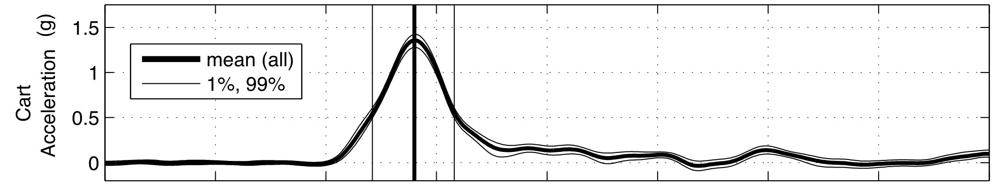 Cart
Acceleration (g)
1.5
1
0.5
0
mean (all)
1%, 99%